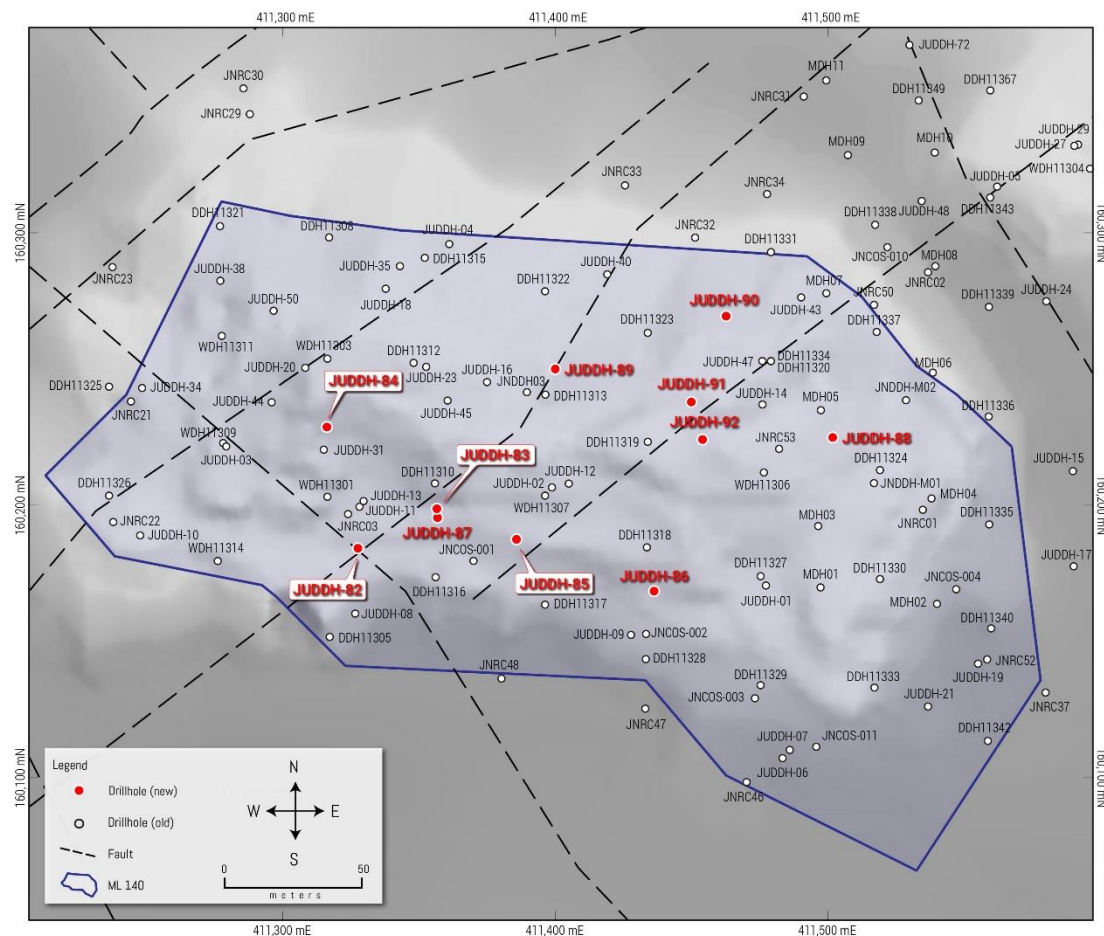 411,300 mE
411,400 mE
411,500 mE
JUDDH-72
JNRC30
MDH11
DDH11367
JNRC31
DDH11349
JNRC29
JUDDH-29
MDH09
MDH10
JUDDH-27
WDH11304
JNRC33
JUDDH-05
JNRC34
DDH11321
JUDDH-48
DDH11343
DDH11338
160,300 mN
160,300 mN
DDH11308
JUDDH-04
JNRC32
DDH11331
JNCOS-010
DDH11315
MDH08
JNRC23
JUDDH-38
JUDDH-35
JUDDH-40
JNRC02
DDH11322
MDH07
JNRC50
JUDDH-24
JUDDH-50
JUDDH-18
JUDDH-90
JUDDH-43
DDH11339
DDH11323
DDH11337
WDH11311
WDH11303
DDH11312
JUDDH-47
DDH11334
DDH11320
JUDDH-20
JUDDH-23
JUDDH-16
JUDDH-89
MDH06
DDH11325
JUDDH-34
JUDDH-84
JNDDH03
JUDDH-91
JNDDH-M02
DDH11313
JNRC21
JUDDH-44
JUDDH-45
JUDDH-14
MDH05
DDH11336
JUDDH-92
WDH11309
DDH11319
JNRC53
JUDDH-88
JUDDH-03
JUDDH-31
JUDDH-83
DDH11310
JUDDH-12
DDH11324
JUDDH-15
DDH11326
WDH11301
JUDDH-02
WDH11306
JNDDH-M01
MDH04
JUDDH-13
WDH11307
JUDDH-11
160,200 mN
160,200 mN
JNRC22
JNRC03
JUDDH-87
MDH03
JNRC01
DDH11335
JUDDH-10
WDH11314
JNCOS-001
DDH11318
JUDDH-17
JUDDH-82
DDH11316
JUDDH-85
JUDDH-86
DDH11327
MDH01
DDH11330
JNCOS-004
JUDDH-01
MDH02
JUDDH-08
DDH11317
DDH11305
JUDDH-09
JNCOS-002
DDH11340
DDH11328
JNRC48
DDH11329
DDH11333
JNRC52
JUDDH-19
JNCOS-003
JUDDH-21
JNRC37
JNRC47
JUDDH-07
JNCOS-011
DDH11342
JUDDH-06
JNRC46
160,100 mN
160,100 mN
Legend
Drillhole (new)
Drillhole (old)
Fault
ML 140
N
W
E
S
0
50
meters
411,300 mE
411,400 mE
411,500 mE